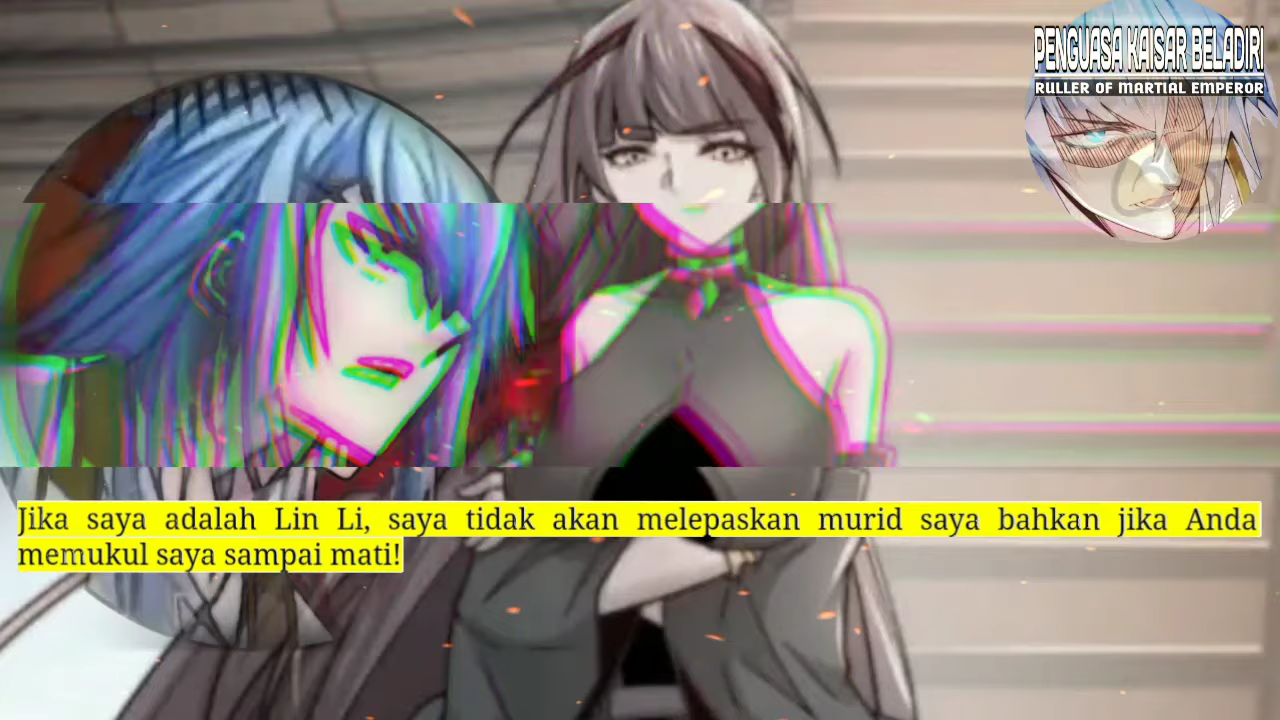 PENGUASA KAISAR BELADIRI
RULLER OF MARTIAL EMPEROR
Jika saya adalah Lin Li, saya tidak akan melepaskan murid saya bahkan jika Anda
memukul saya sampai mati!